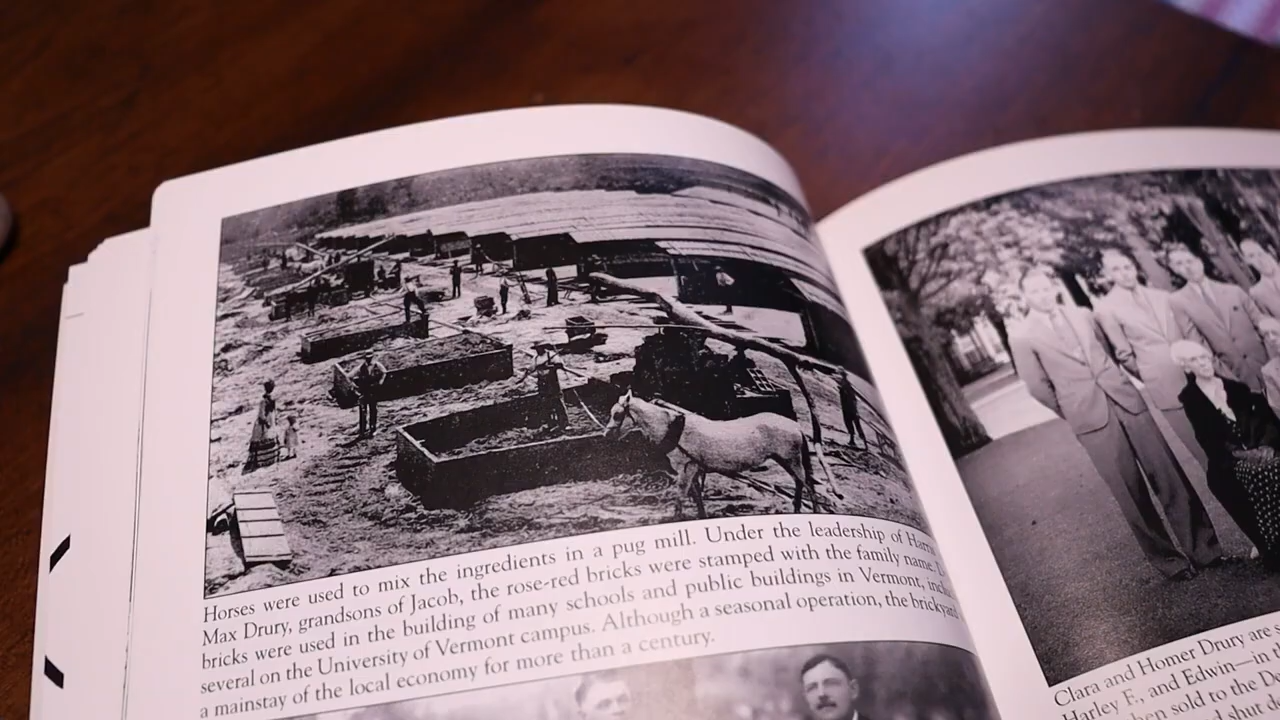 Horses were used to mix the ingredients in a pug mill. Under the leadership of
Max Drury, grandsons of Jacob, the rose-red bricks were stamped with the family name.
bricks were used in the building of many schools and public buildings in Vermont,
several on the University of Vermont campus. Although a seasonal operation, the brickyard
a mainstay of the local economy for more than a century.
Clara and Homer Drury are
Harley F., and Edwin—in
sold to the
shut